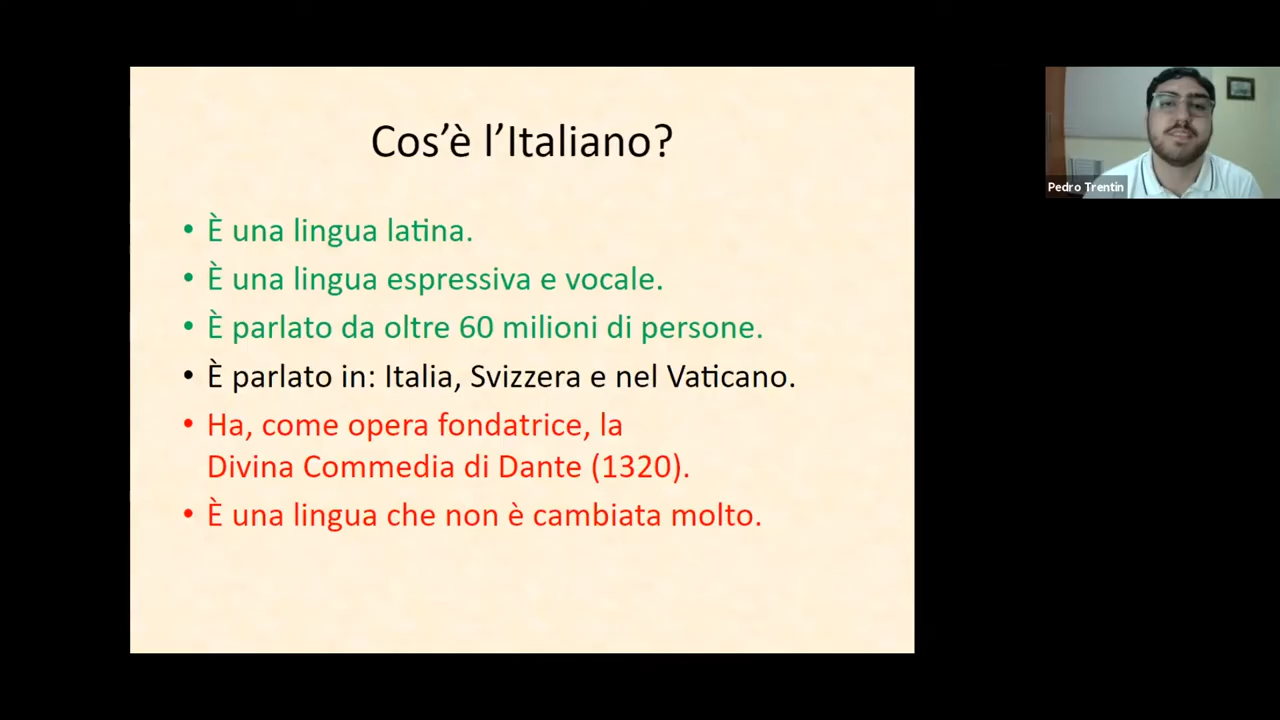 Cos’è l’Italiano?
• È una lingua latina.
• È una lingua espressiva e vocale.
• È parlato da oltre 60 milioni di persone.
• È parlato in: Italia, Svizzera e nel Vaticano.
• Ha, come opera fondatrice, la
Divina Commedia di Dante (1320).
• È una lingua che non è cambiata molto.
Pedro Trentin